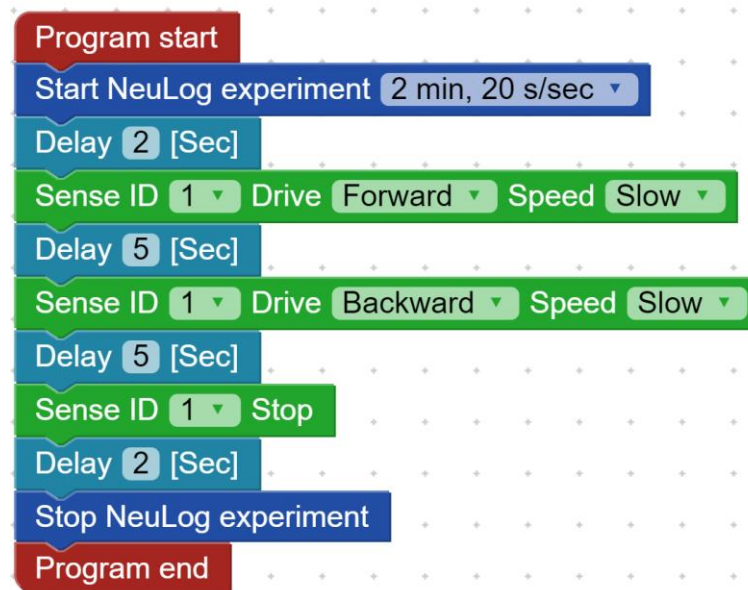 Program start
Start NeuLog experiment 2 min, 20 s/sec
Delay 2 [Sec]
Sense ID 1 Drive Forward Speed Slow
Delay 5 [Sec]
Sense ID 1 Drive Backward Speed Slow
Delay 5 [Sec]
Sense ID 1 Stop
Delay 2 [Sec]
Stop NeuLog experiment
Program end